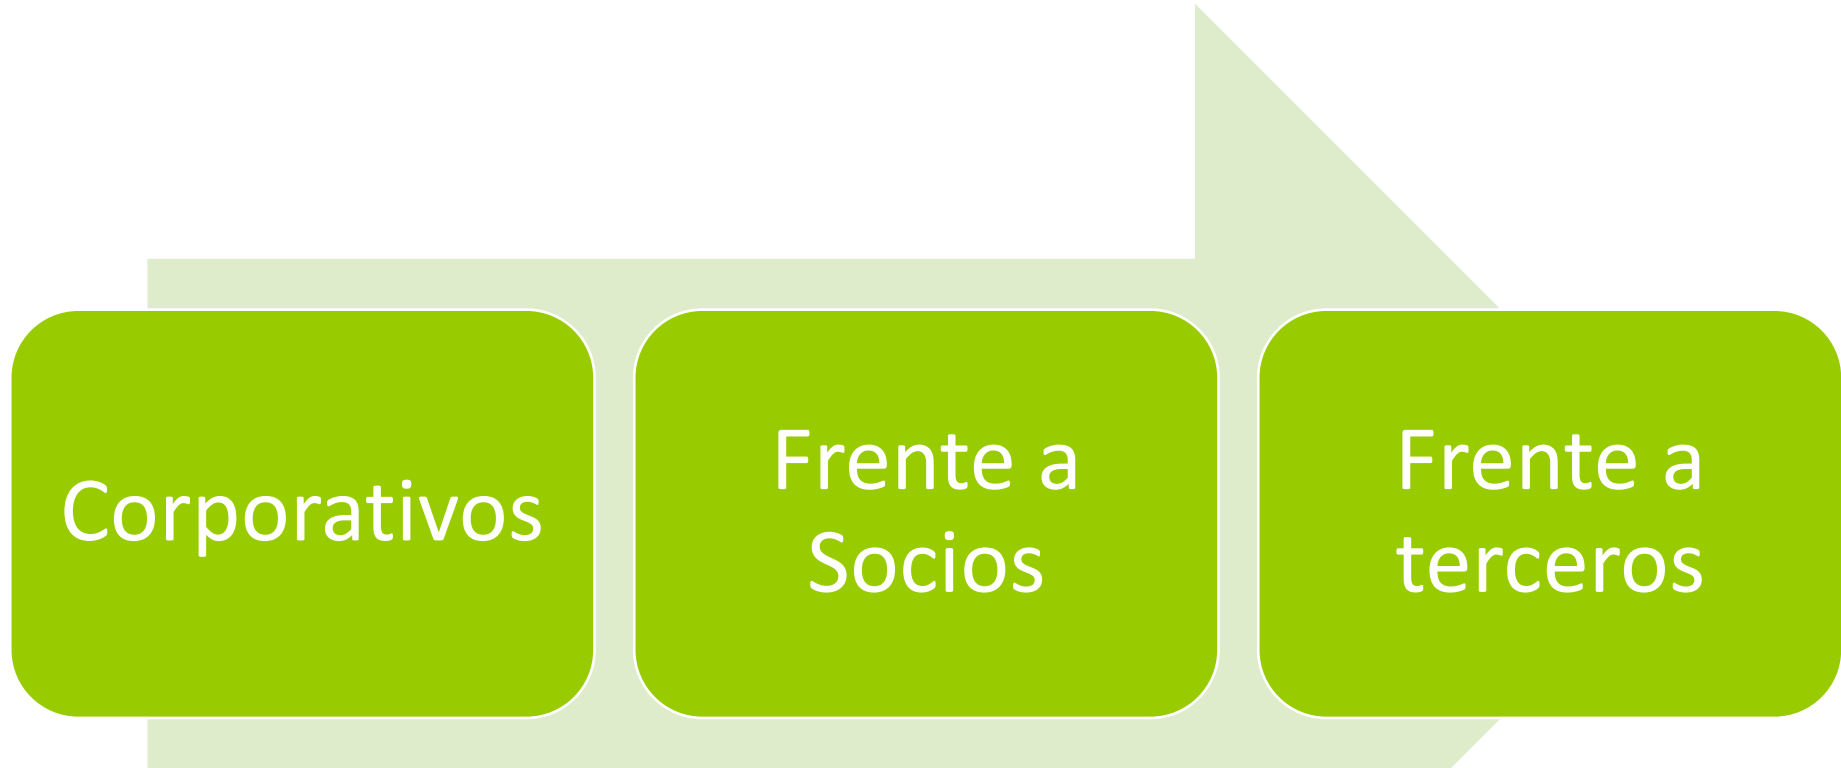 Corporativos
Frente a
Socios
Frente a
terceros